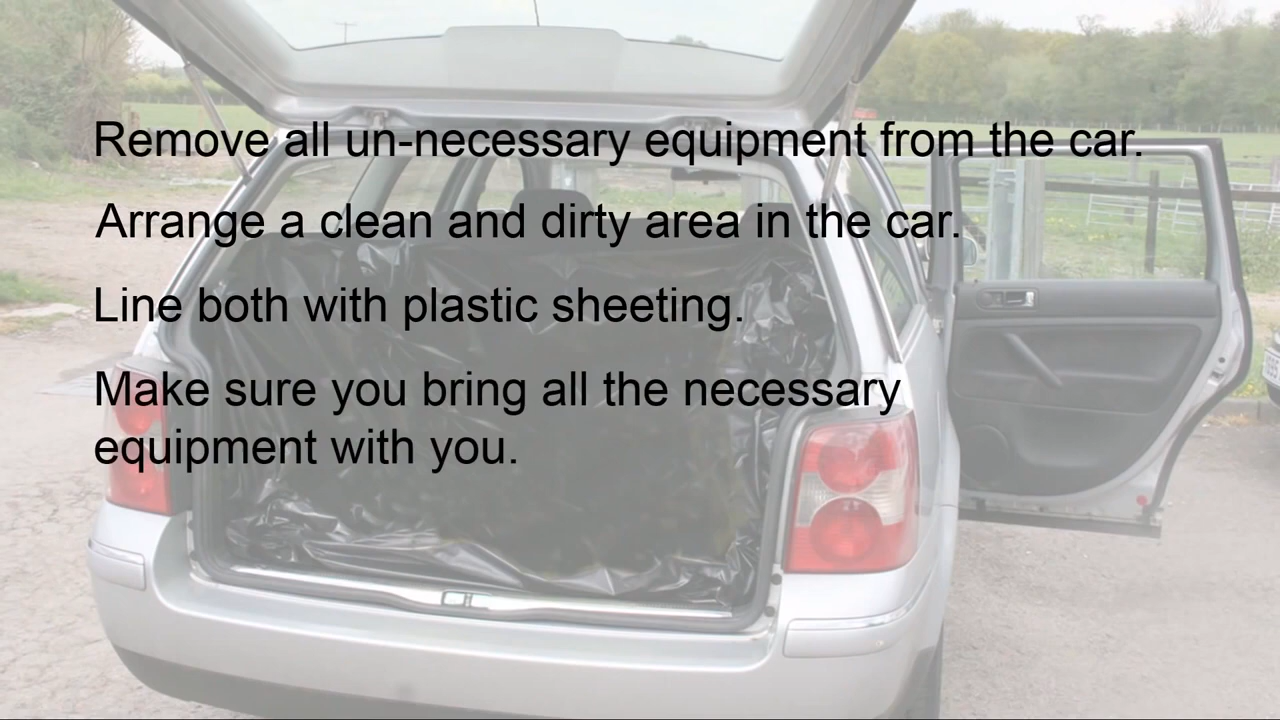 Remove all un-necessary equipment from the car.
Arrange a clean and dirty area in the car.
Line both with plastic sheeting.
Make sure you bring all the necessary
equipment with you.